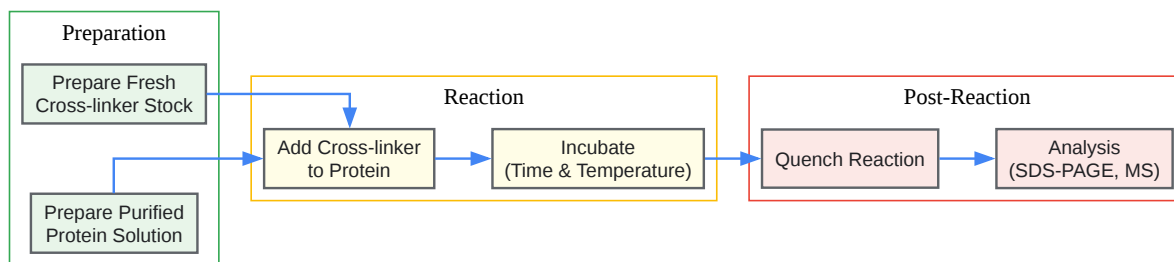 Preparation
Prepare Fresh
Cross-linker Stock
Prepare Purified
Protein Solution
Reaction
Add Cross-linker
to Protein
Incubate
(Time & Temperature)
Post-Reaction
Quench Reaction
Analysis
(SDS-PAGE, MS)